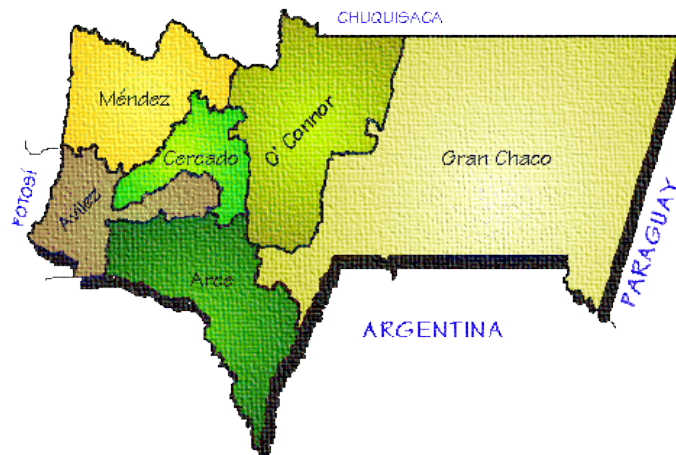 CHUQUISACA
Méndez
O' Connor
Cercado
Gran Chaco
POTOSÍ
Avilez
PARAGUAY
Arce
ARGENTINA